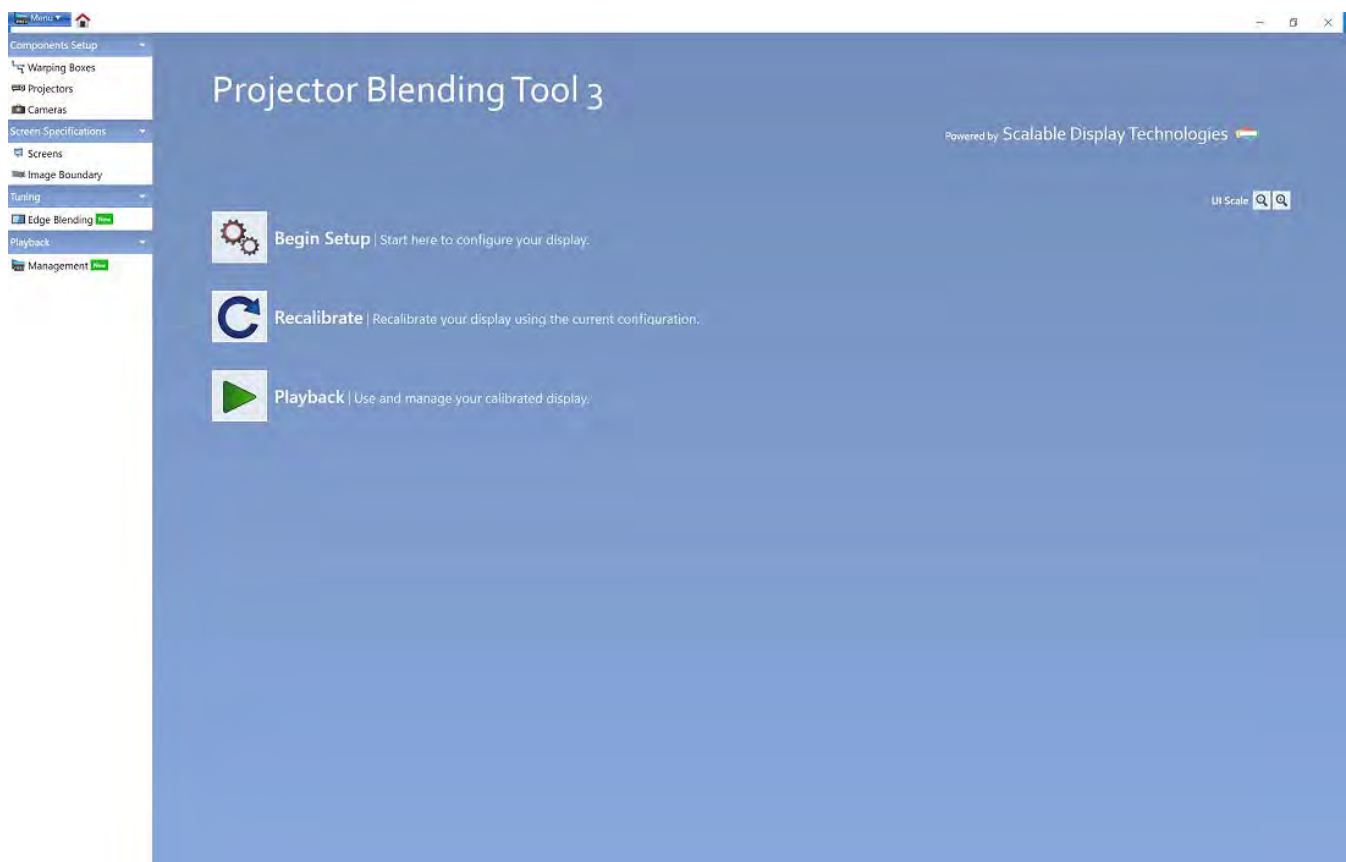 Menu
Components Setup
Warping Boxes
Projectors
Cameras
Screen Specifications
Screens
Image Boundary
Tuning
Edge Blending New
Playback
Management New
Projector Blending Tool 3
Powered by Scalable Display Technologies
UI Scale
Begin Setup | Start here to configure your display.
Recalibrate | Recalibrate your display using the current configuration.
Playback | Use and manage your calibrated display.